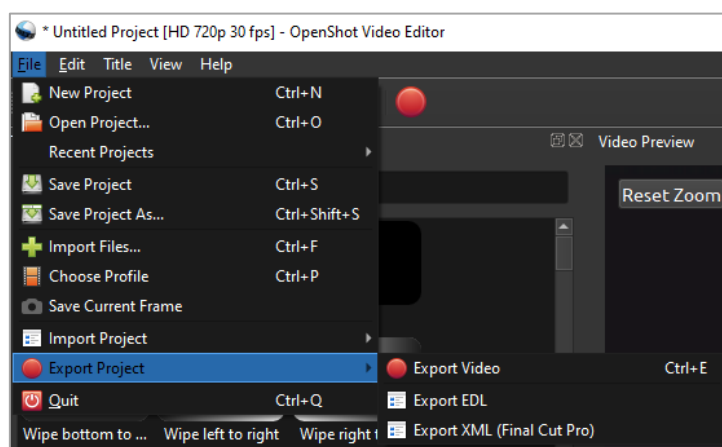 * Untitled Project [HD 720p 30 fps] - OpenShot Video Editor
File Edit Title View Help
New Project Ctrl+N
Open Project... Ctrl+O
Recent Projects
Video Preview
Save Project Ctrl+S
Reset Zoom
Save Project As... Ctrl+Shift+S
Import Files... Ctrl+F
Choose Profile Ctrl+P
Save Current Frame
Import Project
Export Project
Export Video Ctrl+E
Quit Ctrl+Q
Export EDL
Wipe bottom to ... Wipe left to right Wipe right
Export XML (Final Cut Pro)